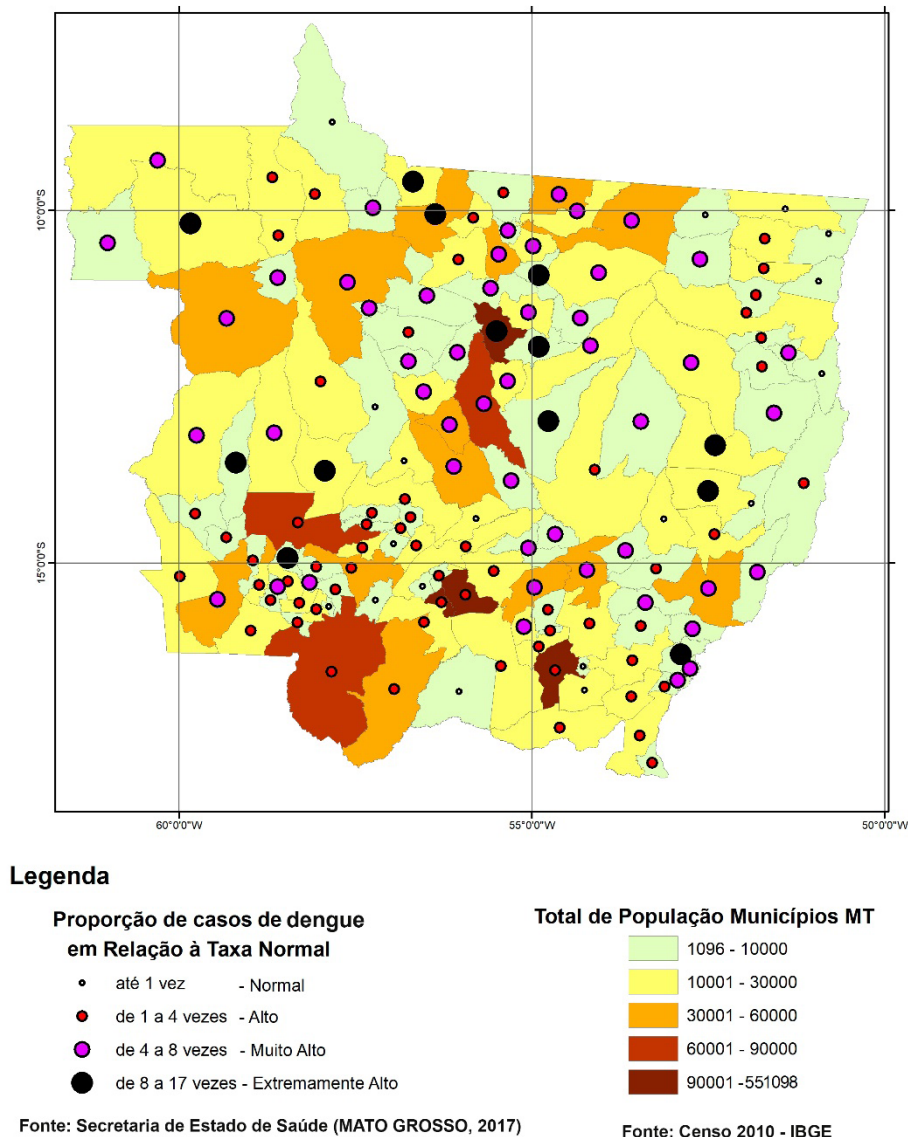 10°0'0"S
15°0'0"S
60°0'0"W
55°0'0"W
50°0'0"W
Legenda
Proporção de casos de dengue
em Relação à Taxa Normal
até 1 vez - Normal
de 1 a 4 vezes - Alto
de 4 a 8 vezes - Muito Alto
de 8 a 17 vezes - Extremamente Alto
Fonte: Secretaria de Estado de Saúde (MATO GROSSO, 2017)
Total de População Municípios MT
1096 - 10000
10001 - 30000
30001 - 60000
60001 - 90000
90001 -551098
Fonte: Censo 2010 - IBGE